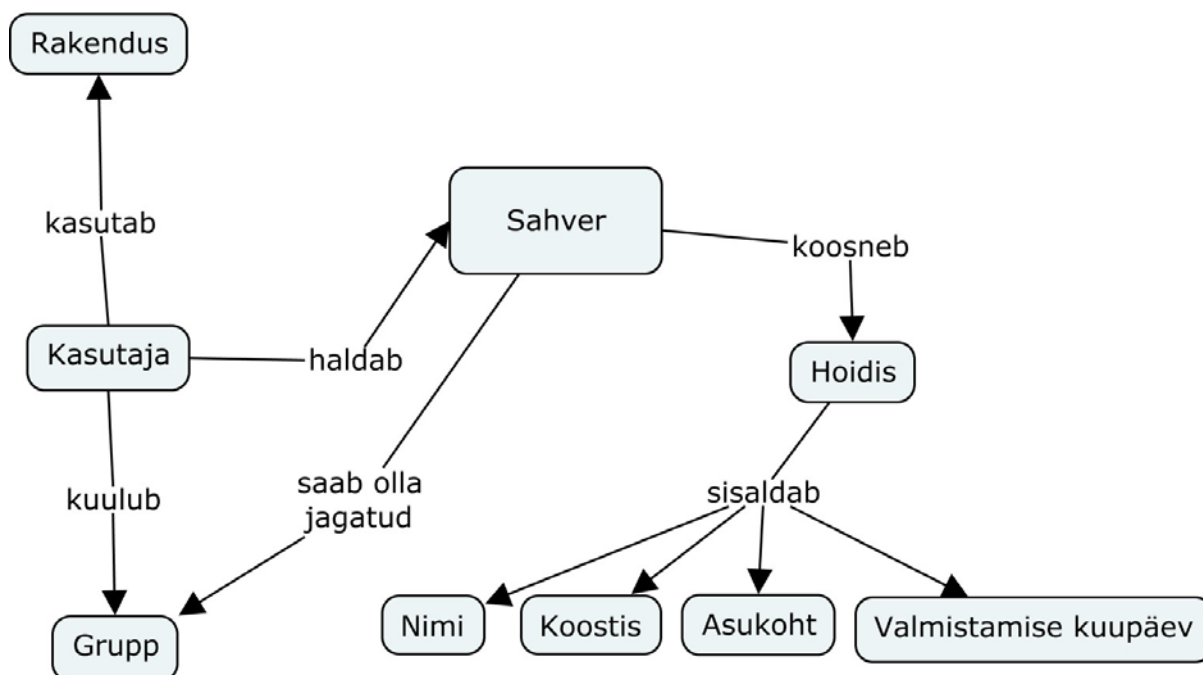 Rakendus
kasutab
Sahver
koosneb
Kasutaja
haldab
Hoidis
kuulub
saab olla
jagatud
sisaldab
Grupp
Nimi
Koostis
Asukoht
Valmistamise kuupäev